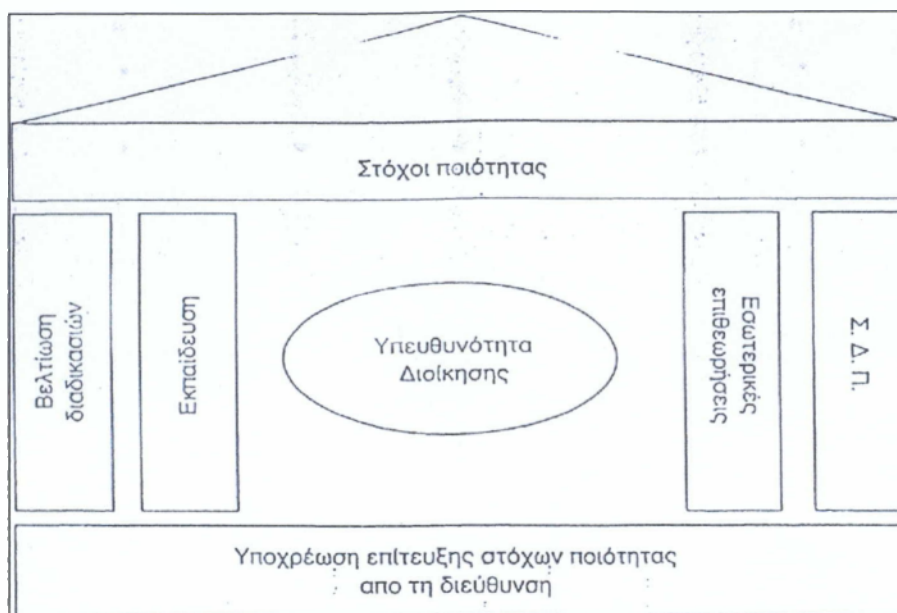 Στόχοι ποιότητας
Βελτίωση
διαδικασιών
Εκπαίδευση
Υπευθυνότητα
Διοίκησης
Εσωτερικές
επιθεωρήσεις
Σ. Δ. Π.
Υποχρέωση επίτευξης στόχων ποιότητας
απο τη διεύθυνση